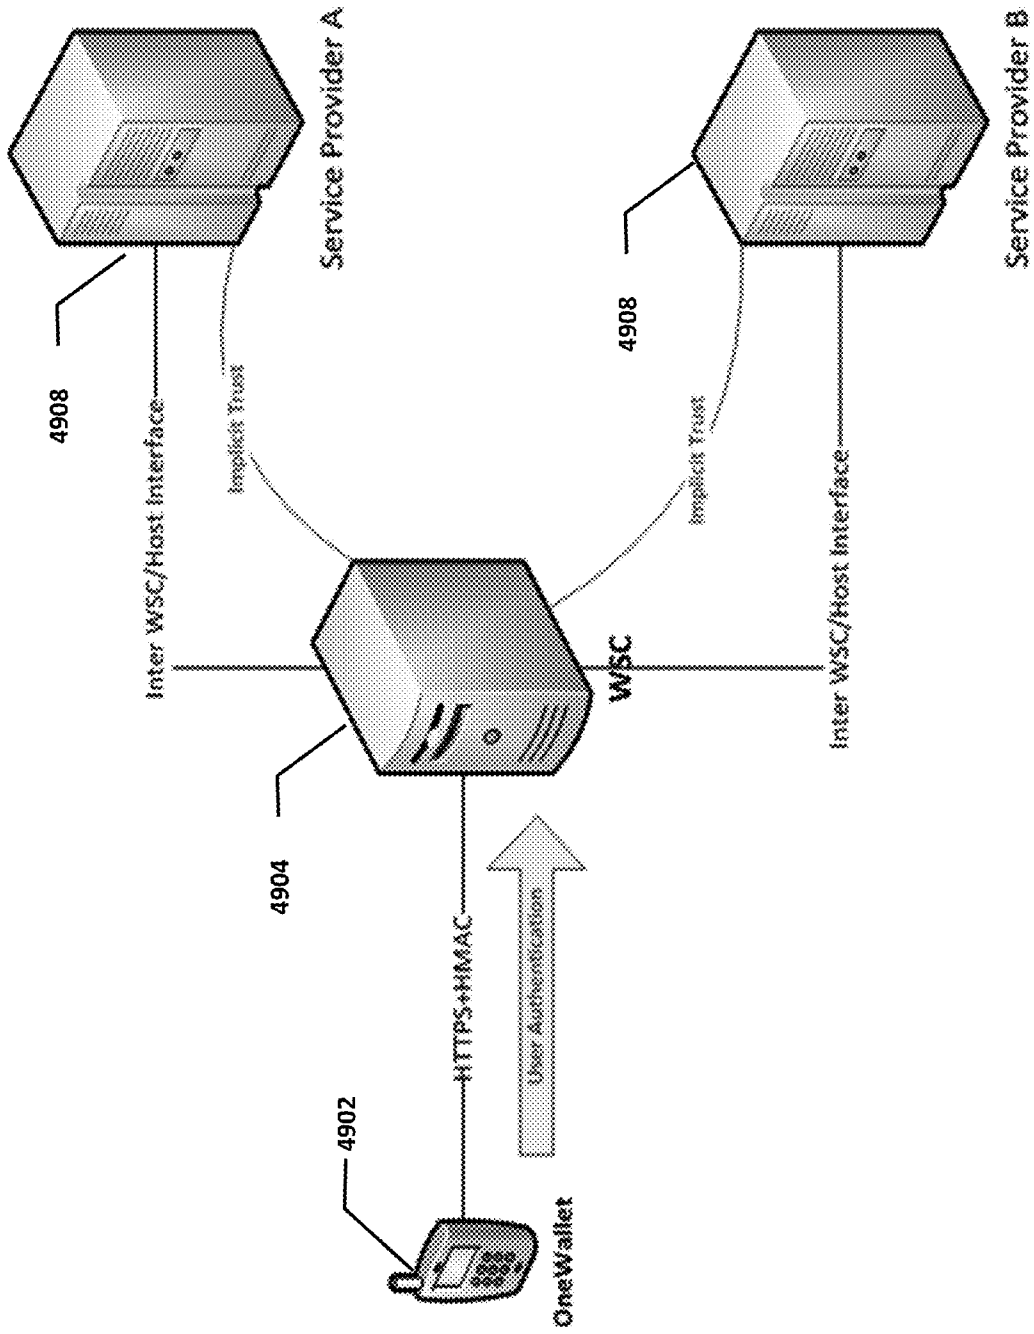 4902
OneWallet
HTTPS+HMAC
User Authentication
4904
WSC
Inter WSC/Host Interface
Implicit Trust
4908
Service Provider A
Implicit Trust
Inter WSC/Host Interface
4908
Service Provider B